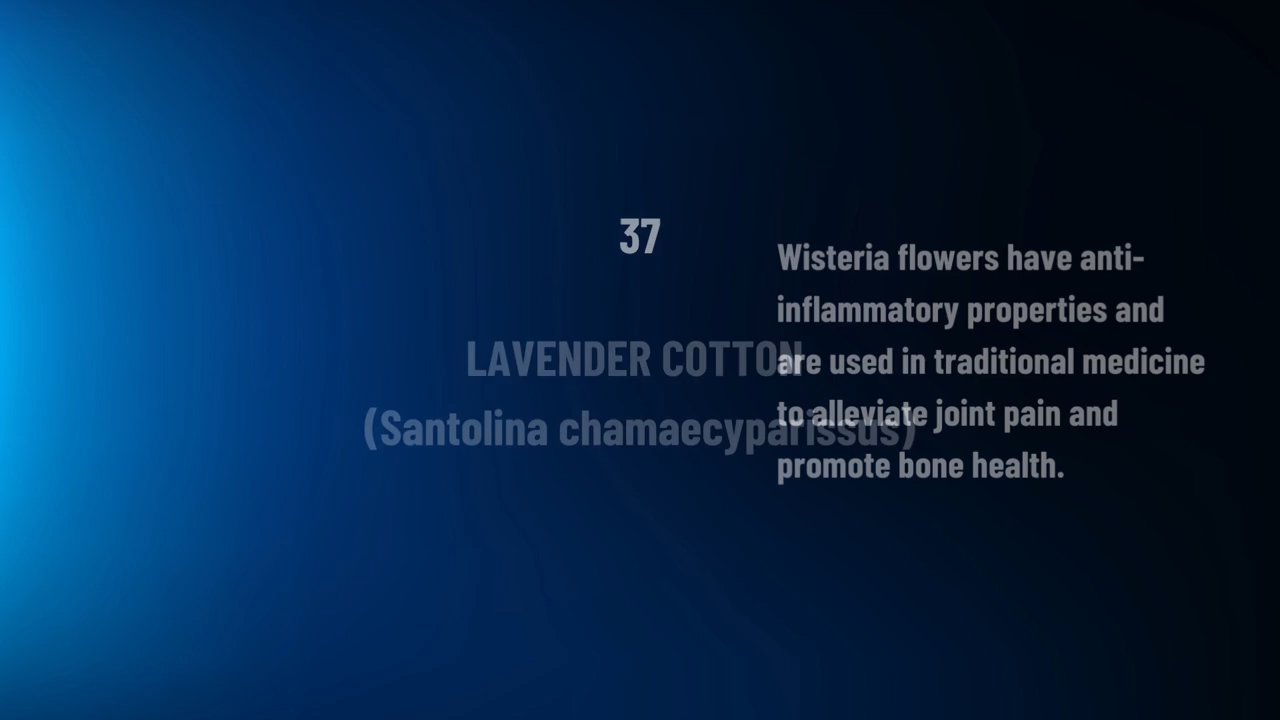 37
LAVENDER COTTON
(Santolina chamaecyparissus)
Wisteria flowers have anti-
inflammatory properties and
are used in traditional medicine
to alleviate joint pain and
promote bone health.